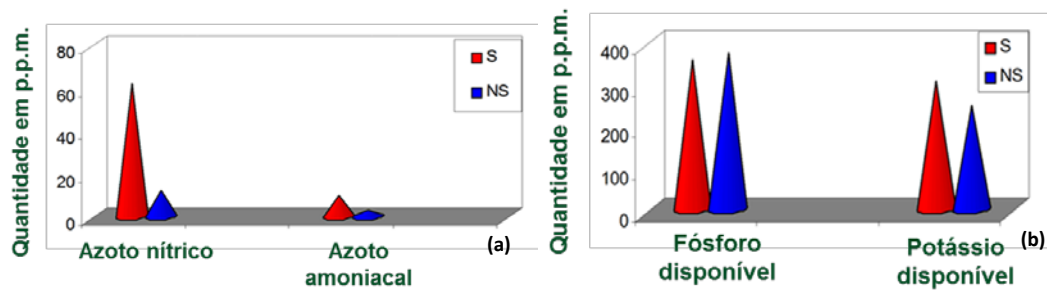 Quantidade em p.p.m.
80
60
40
20
0
S
NS
Azoto nítrico
Azoto
amoniacal
(a)
Quantidade em p.p.m.
400
300
200
100
0
S
NS
Fósforo
disponível
Potássio
disponível
(b)